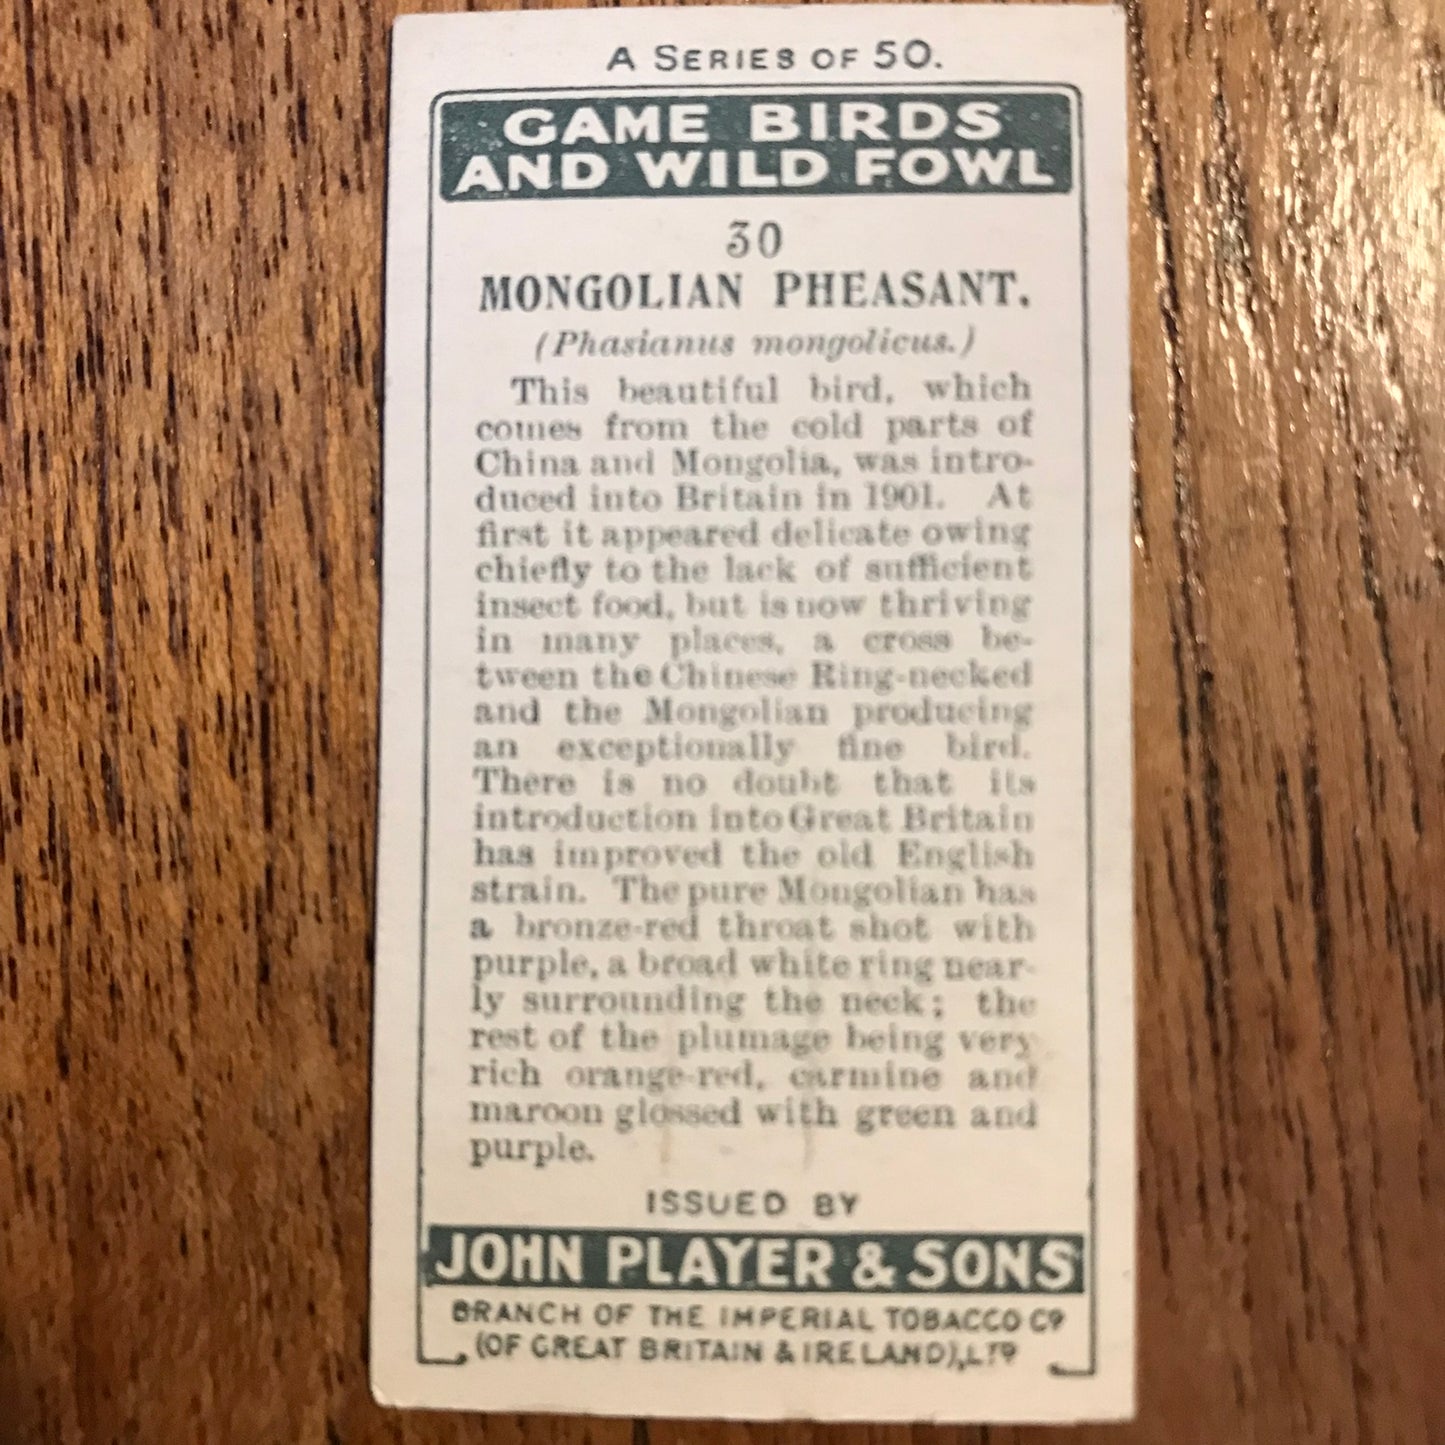 A SERIES OF 50.
GAME BIRDS
AND WILD FOWL
30
MONGOLIAN PHEASANT.
(Phasianus mongolicus.)
This beautiful bird, which
comes from the cold parts of
China and Mongolia, was intro-
duced into Britain in 1901. At
first it appeared delicate owing
chiefly to the lack of sufficient
insect food, but is now thriving
in many places, a cross be-
tween the Chinese Ring-necked
and the Mongolian producing
an exceptionally fine bird.
There is no doubt that its
introduction into Great Britain
has improved the old English
strain. The pure Mongolian has
a bronze-red throat shot with
purple, a broad white ring near-
ly surrounding the neck; the
rest of the plumage being very
rich orange-red, carmine and
maroon glossed with green and
purple.
ISSUED BY
JOHN PLAYER & SONS
BRANCH OF THE IMPERIAL TOBACCO Co
(OF GREAT BRITAIN & IRELAND), LTD